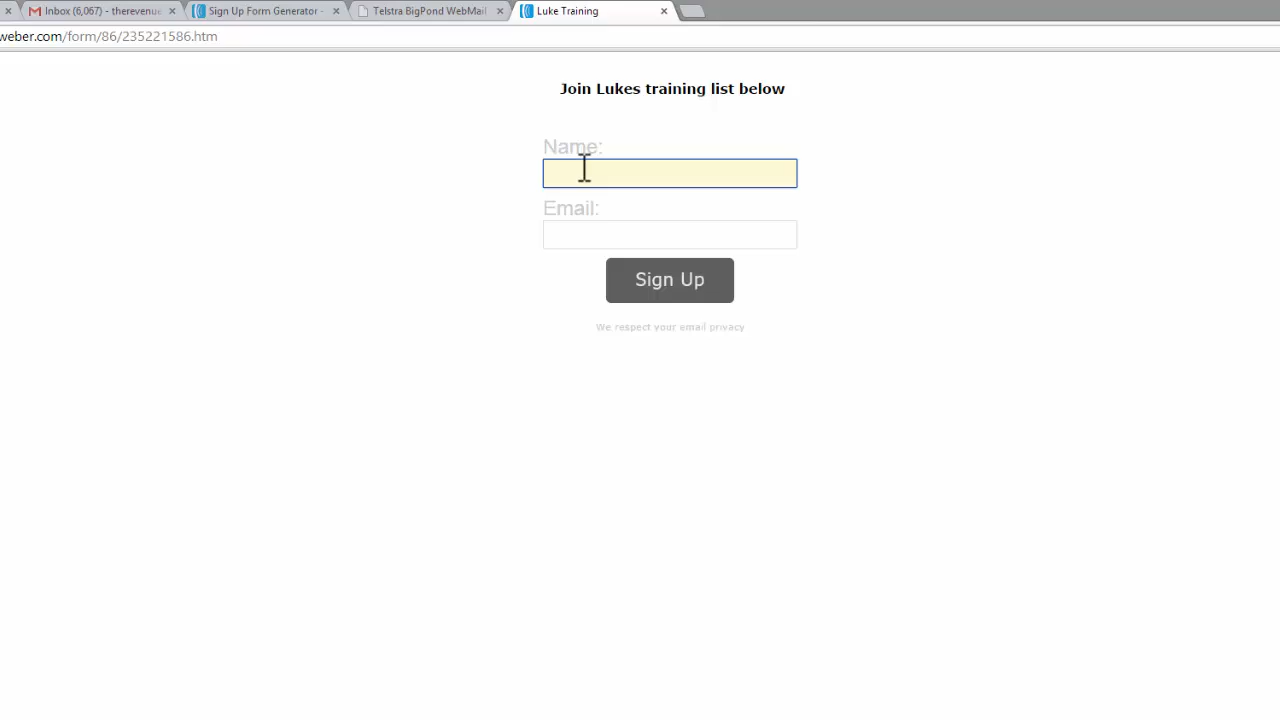 Inbox (6,067) - therevenue
Sign Up Form Generator -
Telstra BigPond WebMail
Luke Training
weber.com/form/86/235221586.htm
Join Lukes training list below
Name:
Email:
Sign Up
We respect your email privacy